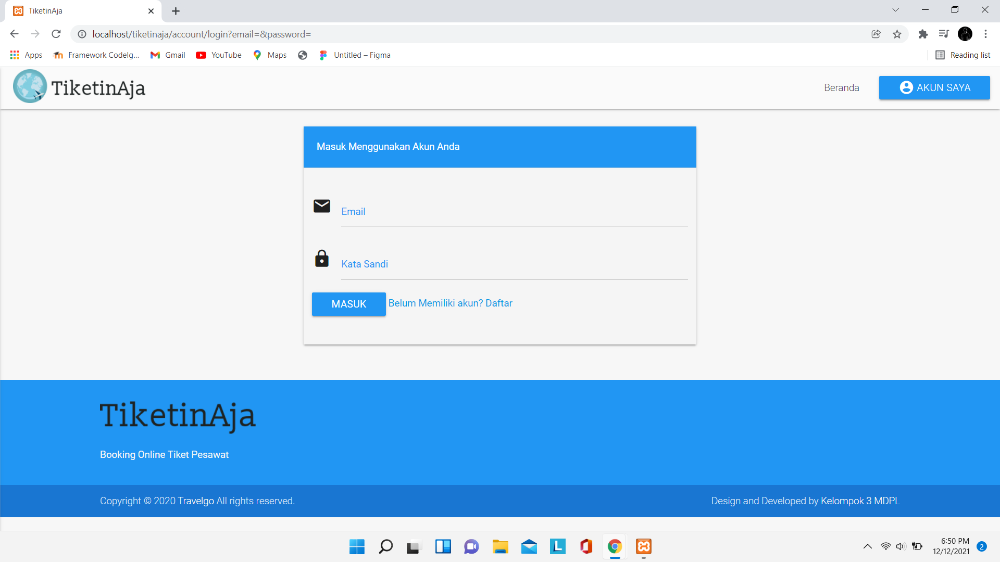 TiketinAja
localhost/tiketinaja/account/login?email=&password=
Apps
Framework CodeIg...
Gmail
YouTube
Maps
Untitled – Figma
Reading list
TiketinAja
Beranda
AKUN SAYA
Masuk Menggunakan Akun Anda
Email
Kata Sandi
MASUK
Belum Memiliki akun? Daftar
TiketinAja
Booking Online Tiket Pesawat
Copyright © 2020 Travelgo All rights reserved.
Design and Developed by Kelompok 3 MDPL
L
6:50 PM
12/12/2021
2